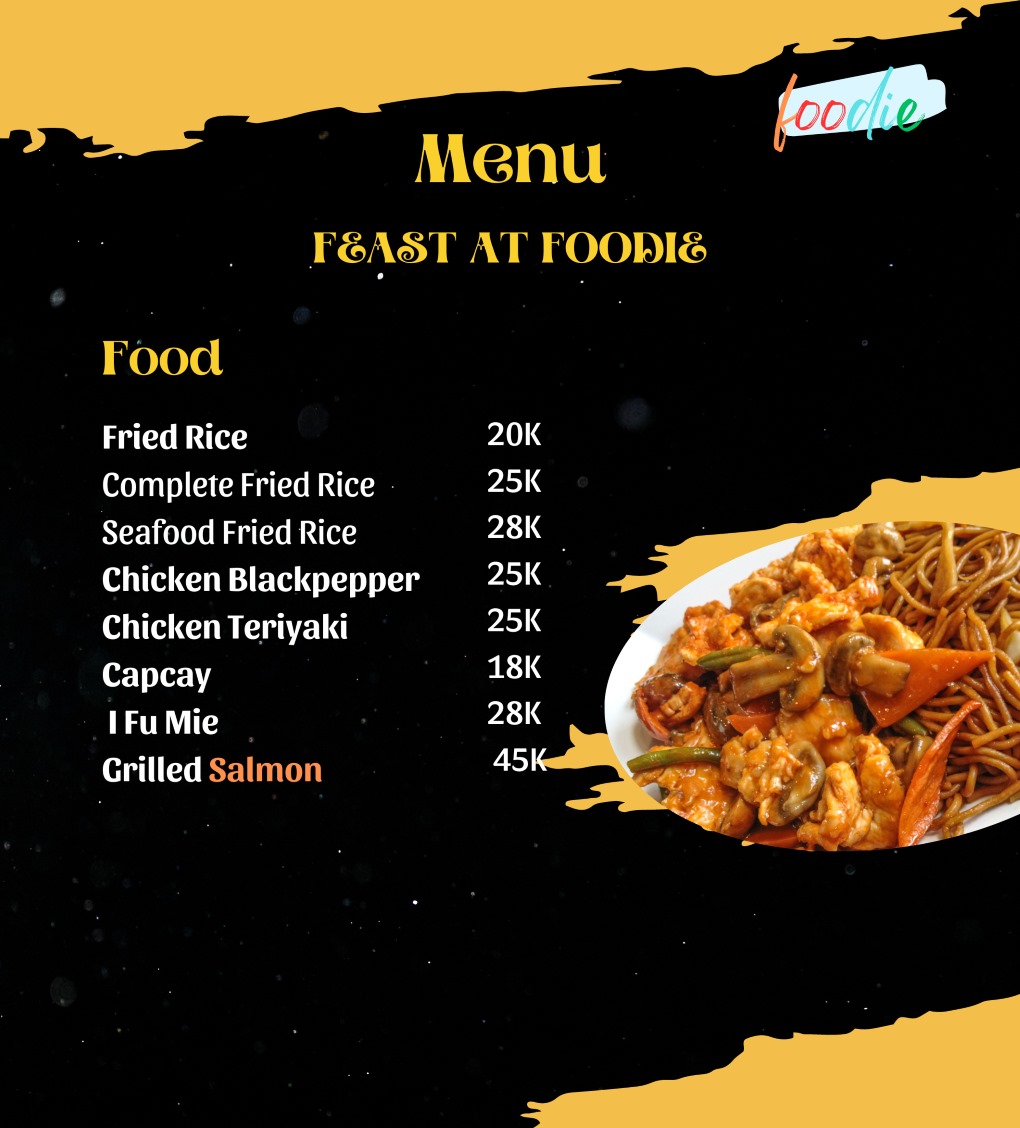 foodie
Menu
FEAST AT FOODIE
Food
Fried Rice 20K
Complete Fried Rice 25K
Seafood Fried Rice 28K
Chicken Blackpepper 25K
Chicken Teriyaki 25K
Capcay 18K
I Fu Mie 28K
Grilled Salmon 45K